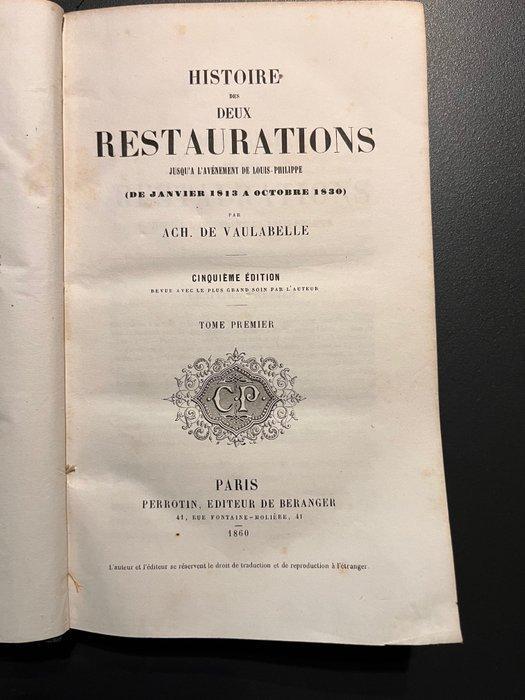 HISTOIRE
DES
DEUX
RESTAURATIONS
JUSQU'A L'AVÉNEMENT DE LOUIS-PHILIPPE
(DE JANVIER 1813 A OCTOBRE 1830)
PAR
ACH. DE VAULABELLE
CINQUIÈME ÉDITION
REVUE AVEC LE PLUS GRAND SOIN PAR L'AUTEUR
TOME PREMIER
C.P.
PARIS
PERROTIN, EDITEUR DE BERANGER
41, RUE FONTAINE-MOLIÈRE, 41
1860
L'auteur et l'éditeur se réservent le droit de traduction et de reproduction à l'étranger.